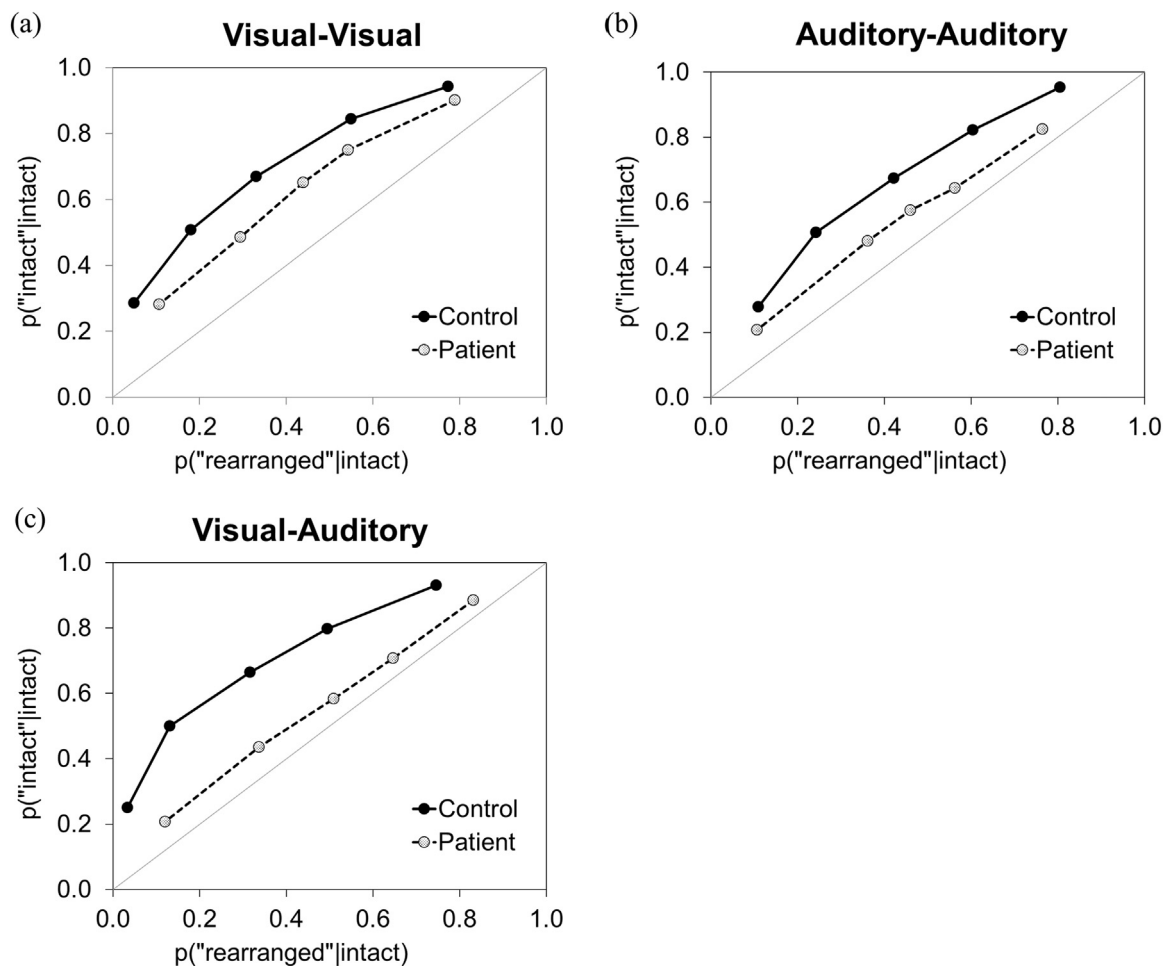 (a)
Visual-Visual
1.0
0.8
0.6
0.4
0.2
0.0
p("intact"|intact)
Control
Patient
0.0 0.2 0.4 0.6 0.8 1.0
p("rearranged"|intact)
(b)
Auditory-Auditory
1.0
0.8
0.6
0.4
0.2
0.0
p("intact"|intact)
Control
Patient
0.0 0.2 0.4 0.6 0.8 1.0
p("rearranged"|intact)
(c)
Visual-Auditory
1.0
0.8
0.6
0.4
0.2
0.0
p("intact"|intact)
Control
Patient
0.0 0.2 0.4 0.6 0.8 1.0
p("rearranged"|intact)